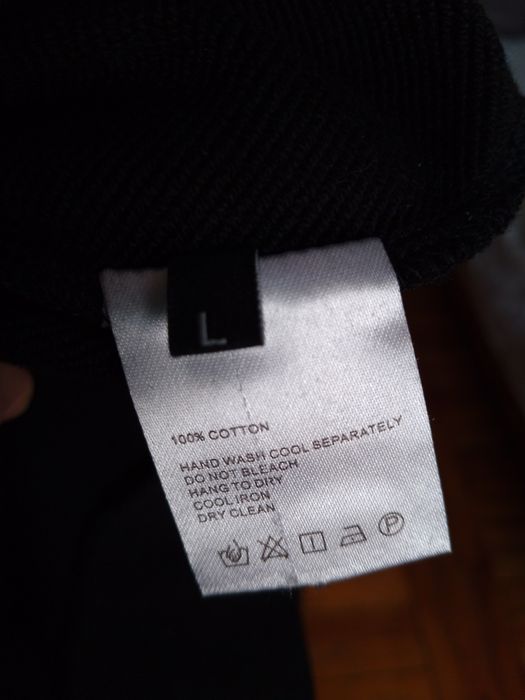 L
100% COTTON
HAND WASH COOL SEPARATELY
DO NOT BLEACH
HANG TO DRY
COOL IRON
DRY CLEAN
P